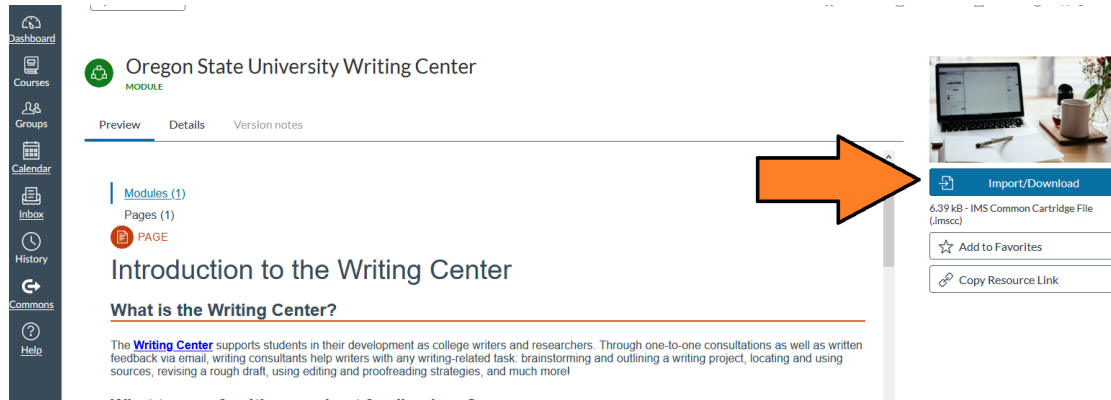 Dashboard
Courses
Groups
Calendar
Inbox
History
Commons
Help
Oregon State University Writing Center
MODULE
Preview Details Version notes
Modules (1)
Pages (1)
PAGE
Introduction to the Writing Center
What is the Writing Center?
The Writing Center supports students in their development as college writers and researchers. Through one-to-one consultations as well as written
feedback via email, writing consultants help writers with any writing-related task: brainstorming and outlining a writing project, locating and using
sources, revising a rough draft, using editing and proofreading strategies, and much more!
Import/Download
6.39 kB - IMS Common Cartridge File
(.imscc)
Add to Favorites
Copy Resource Link